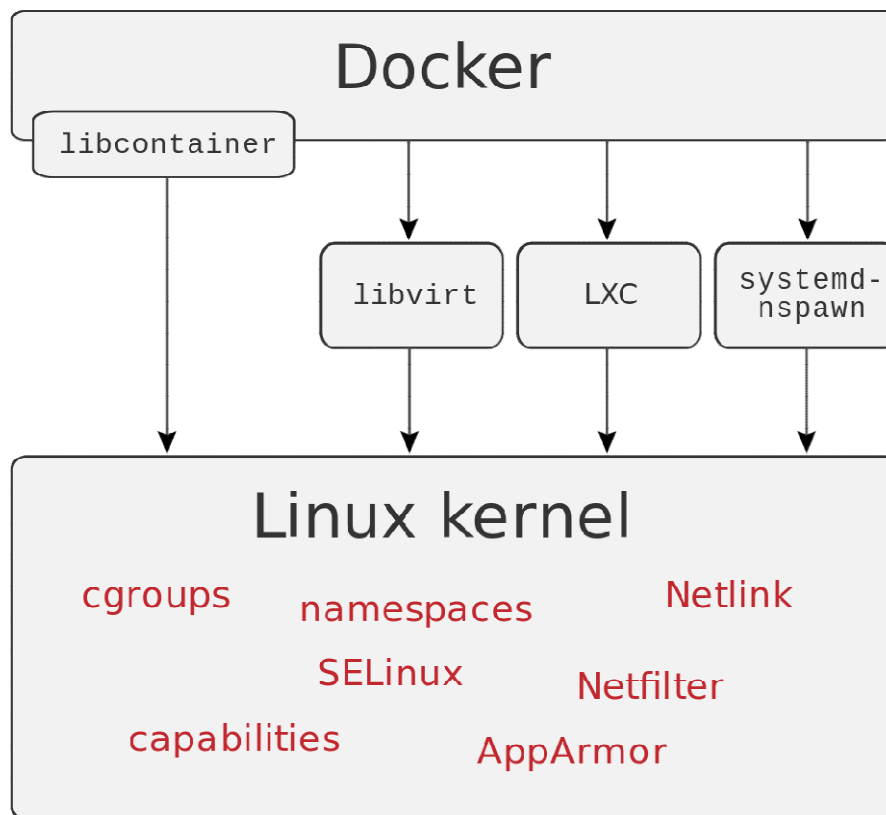 Docker
libcontainer
libvirt
LXC
systemd-
nspawn
Linux kernel
cgroups
namespaces
Netlink
SELinux
Netfilter
capabilities
AppArmor